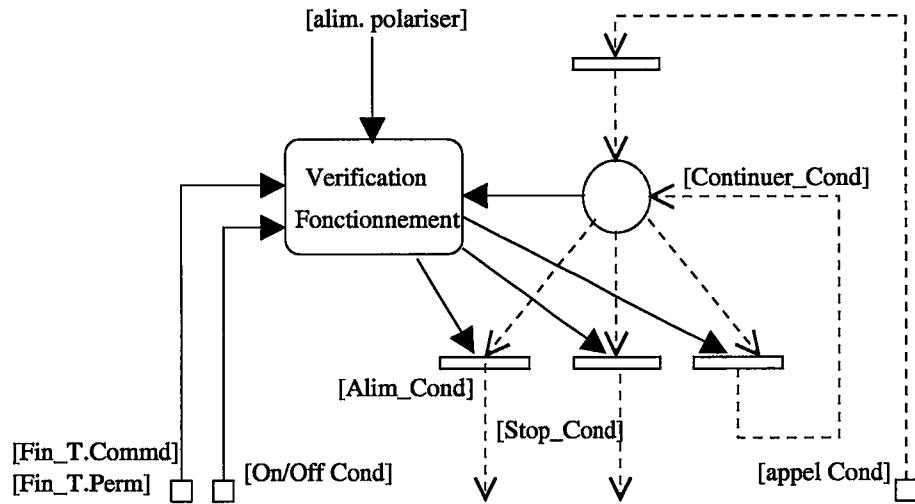 [alim. polariser]
Verification
Fonctionnement
[Continuer_Cond]
[Alim_Cond]
[Stop_Cond]
[Fin_T.Commd]
[Fin_T.Perm]
[On/Off Cond]
[appel Cond]